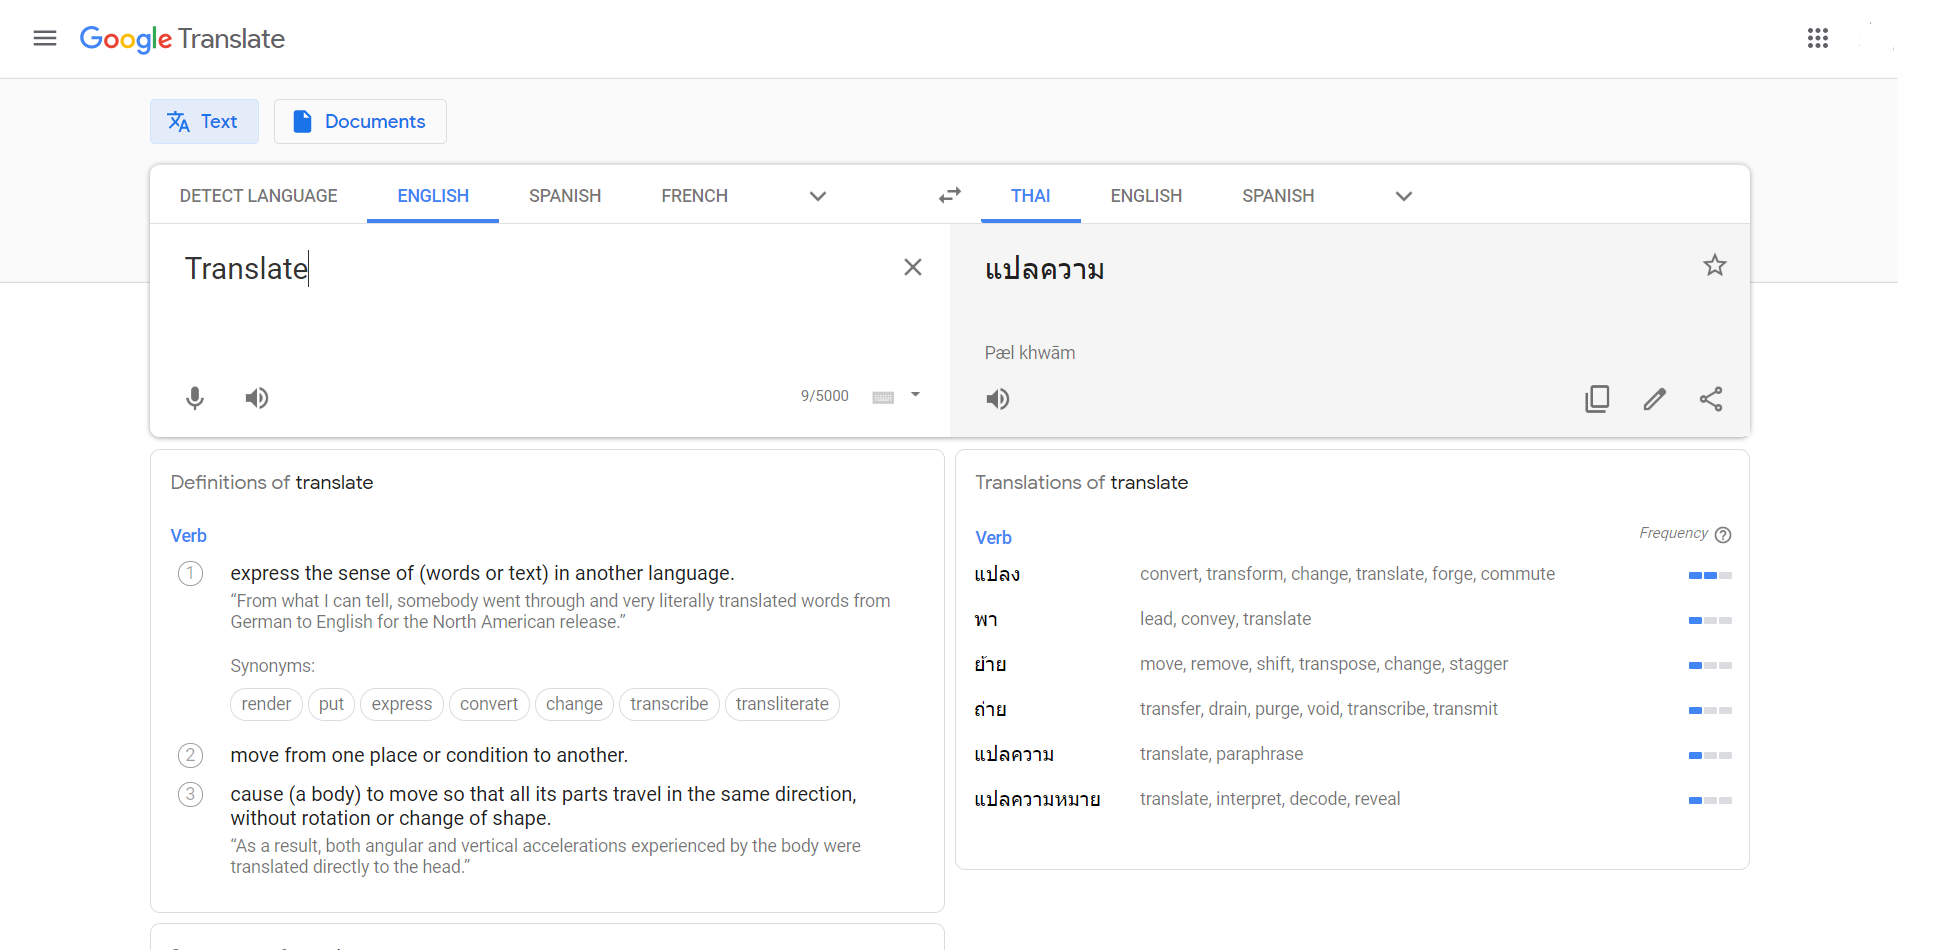 Google Translate
Text
Documents
DETECT LANGUAGE ENGLISH SPANISH FRENCH
THAI ENGLISH SPANISH
Translate
9/5000
แปลความ
Pæl khwām
Definitions of translate
Verb
1 express the sense of (words or text) in another language.
“From what I can tell, somebody went through and very literally translated words from
German to English for the North American release.”
Synonyms:
render put express convert change transcribe transliterate
2 move from one place or condition to another.
3 cause (a body) to move so that all its parts travel in the same direction,
without rotation or change of shape.
“As a result, both angular and vertical accelerations experienced by the body were
translated directly to the head.”
Translations of translate
Verb Frequency
แปลง convert, transform, change, translate, forge, commute
พา lead, convey, translate
ย้าย move, remove, shift, transpose, change, stagger
ถ่าย transfer, drain, purge, void, transcribe, transmit
แปลความ translate, paraphrase
แปลความหมาย translate, interpret, decode, reveal